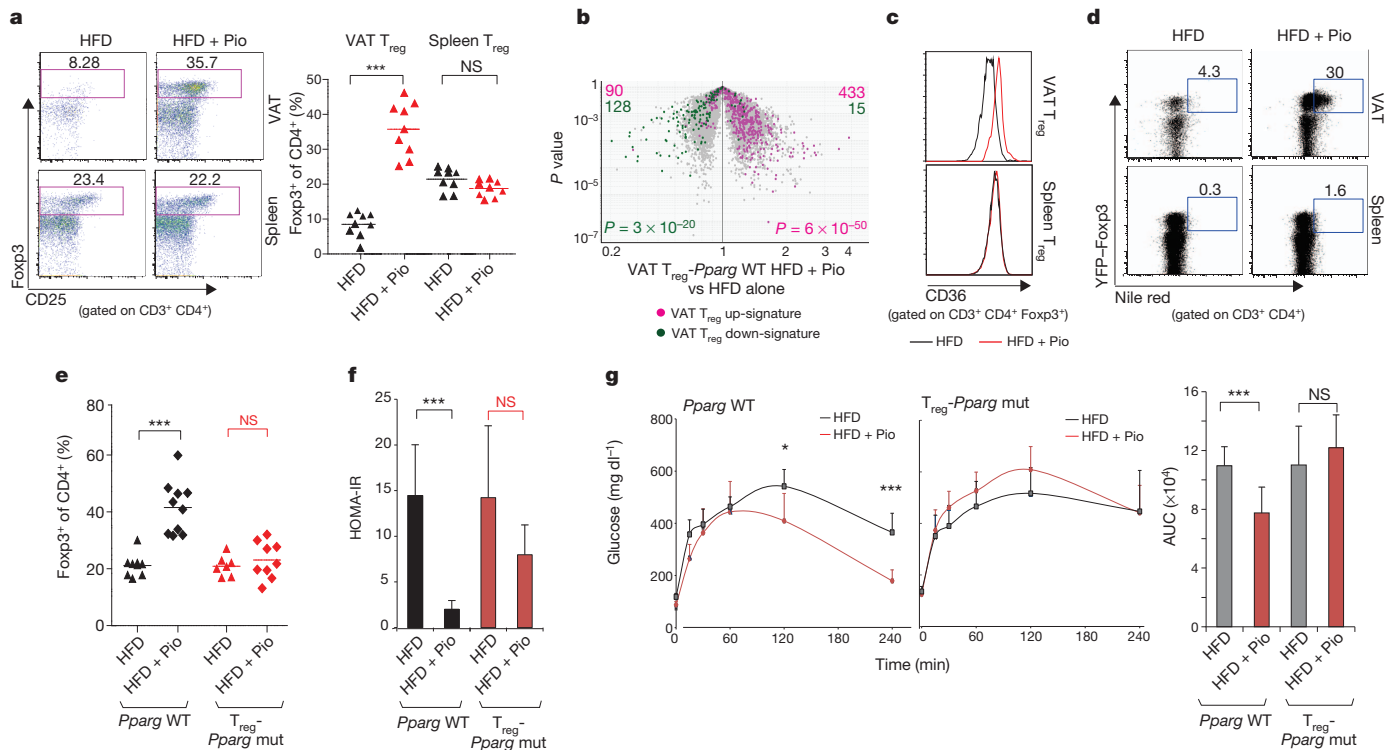 a
HFD
HFD + Pio
8.28
35.7
VAT
23.4
22.2
Spleen
Foxp3
CD25
(gated on CD3⁺ CD4⁺)
VAT Treg
Spleen Treg
***
NS
Foxp3⁺ of CD4⁺ (%)
50
40
30
20
10
0
HFD
HFD + Pio
HFD
HFD + Pio
b
90
128
433
15
P value
1
10⁻³
10⁻⁵
10⁻⁷
P = 3 × 10⁻²⁰
P = 6 × 10⁻⁵⁰
0.2
1
2
3
4
VAT Treg-Pparg WT HFD + Pio
vs HFD alone
VAT Treg up-signature
VAT Treg down-signature
c
VAT Treg
Spleen Treg
CD36
(gated on CD3⁺ CD4⁺ Foxp3⁺)
HFD
HFD + Pio
d
HFD
HFD + Pio
4.3
30
VAT
0.3
1.6
Spleen
YFP–Foxp3
Nile red
(gated on CD3⁺ CD4⁺)
e
Foxp3⁺ of CD4⁺ (%)
80
60
40
20
0
***
NS
HFD
HFD + Pio
HFD
HFD + Pio
Pparg WT
Treg-
Pparg mut
f
HOMA-IR
25
20
15
10
5
0
***
NS
HFD
HFD + Pio
HFD
HFD + Pio
Pparg WT
Treg-
Pparg mut
g
Pparg WT
HFD
HFD + Pio
*
***
Glucose (mg dl⁻¹)
800
600
400
200
0
0
60
120
180
240
Treg-Pparg mut
HFD
HFD + Pio
0
60
120
180
240
Time (min)
***
NS
AUC (×10⁴)
16
12
8
4
0
HFD
HFD + Pio
HFD
HFD + Pio
Pparg WT
Treg-
Pparg mut